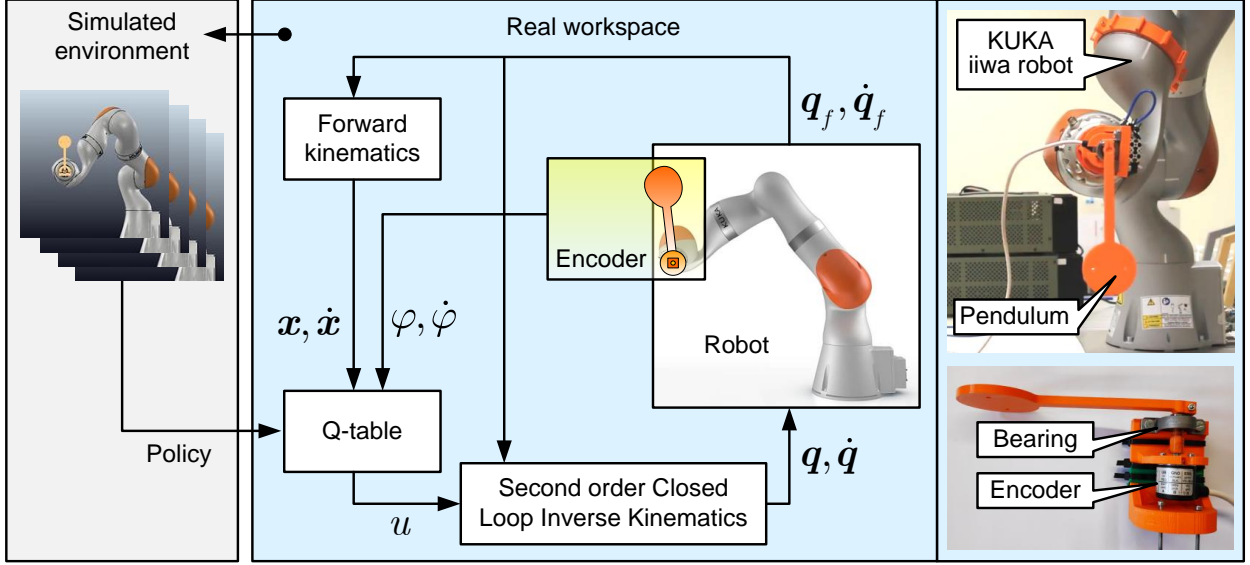 Simulated
environment
Real workspace
KUKA
iiwa robot
Forward
kinematics
q_f, q̇_f
Encoder
KUKA
Robot
x, ẋ
φ, φ̇
Pendulum
Q-table
Policy
u
Second order Closed
Loop Inverse Kinematics
q, q̇
Bearing
Encoder